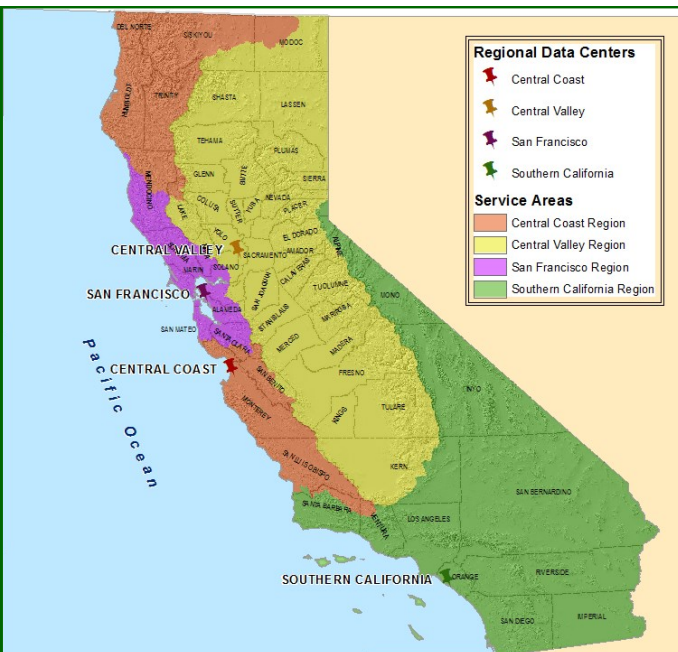 DEL NORTE
SISKIYOU
MODOC
HUMBOLDT
TRINITY
SHASTA
LASSEN
TEHAMA
PLUMAS
MENDOCINO
GLENN
BUTTE
SIERRA
LAKE
COLUSA
SUTTER
YUBA
NEVADA
PLACER
YOLO
EL DORADO
ALPINE
CENTRAL VALLEY
SACRAMENTO
AMADOR
SOLANO
MARIN
CALAVERAS
SAN FRANCISCO
SAN JOAQUIN
TUOLUMNE
MONO
ALAMEDA
STANISLAUS
MARIPOSA
SAN MATEO
SANTA CLARA
MERCED
MADERA
CENTRAL COAST
SAN BENITO
FRESNO
INYO
MONTEREY
KINGS
TULARE
SAN LUIS OBISPO
KERN
SAN BERNARDINO
SANTA BARBARA
VENTURA
LOS ANGELES
SOUTHERN CALIFORNIA
ORANGE
RIVERSIDE
SAN DIEGO
IMPERIAL
Pacific Ocean
Regional Data Centers
Central Coast
Central Valley
San Francisco
Southern California
Service Areas
Central Coast Region
Central Valley Region
San Francisco Region
Southern California Region